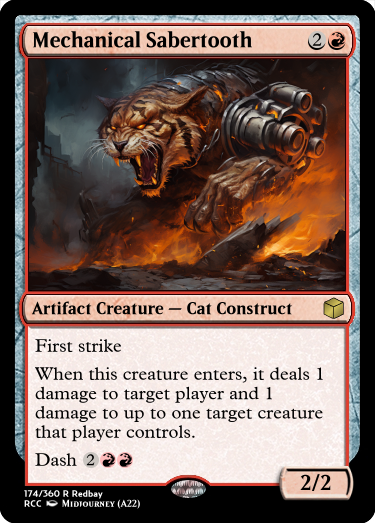 Mechanical Sabertooth 2
Artifact Creature — Cat Construct
First strike
When this creature enters, it deals 1
damage to target player and 1
damage to up to one target creature
that player controls.
Dash 2
2/2
174/360 R Redbay
RCC Midjourney (A22)